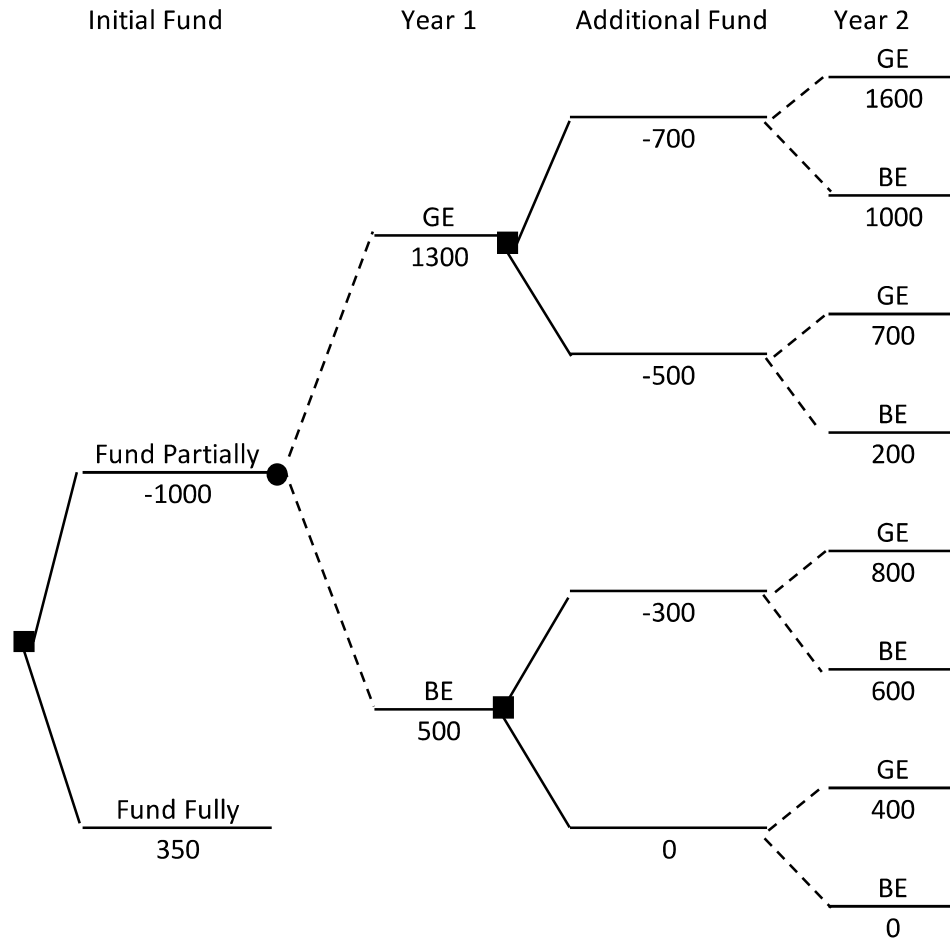 Initial Fund
Year 1
Additional Fund
Year 2
GE
1600
-700
BE
1000
GE
1300
GE
700
-500
BE
200
Fund Partially
-1000
GE
800
-300
BE
600
BE
500
GE
400
Fund Fully
350
0
BE
0